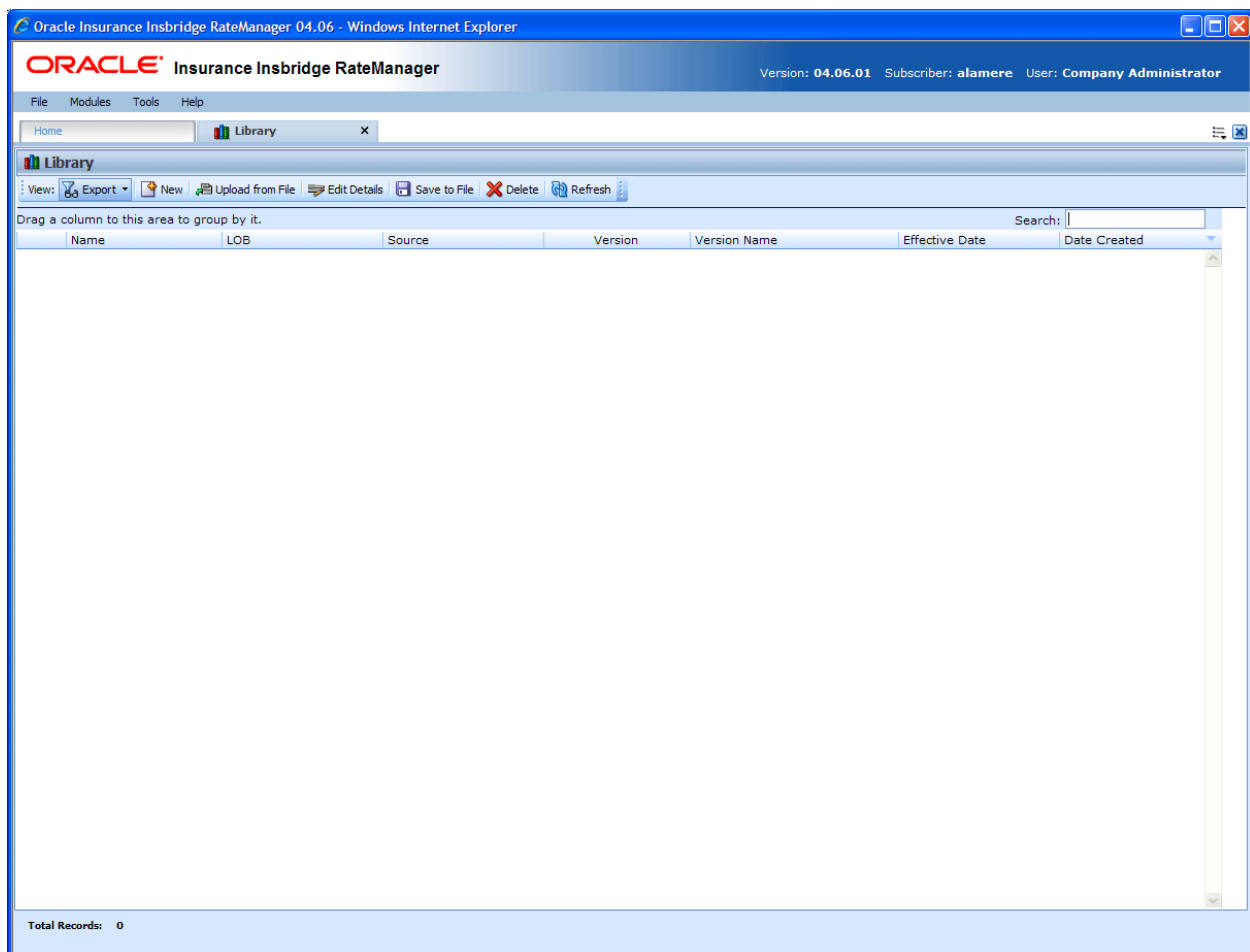 Oracle Insurance Insbridge RateManager 04.06 - Windows Internet Explorer
ORACLE Insurance Insbridge RateManager
Version: 04.06.01 Subscriber: alamere User: Company Administrator
File Modules Tools Help
Home Library
Library
View: Export New Upload from File Edit Details Save to File Delete Refresh
Drag a column to this area to group by it. Search:
Name LOB Source Version Version Name Effective Date Date Created
Total Records: 0